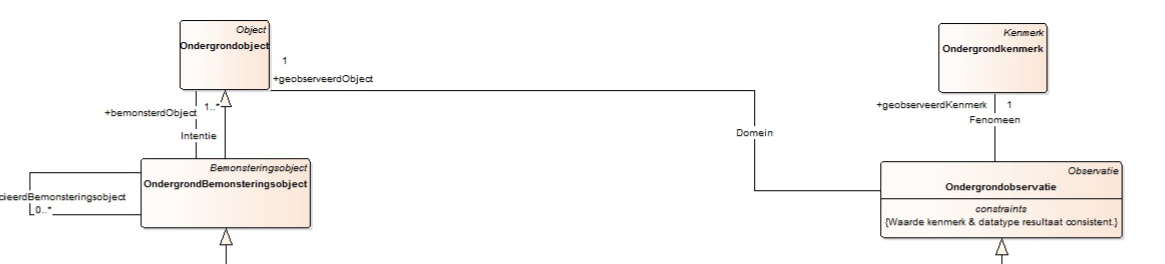 Object
Ondergrondobject
1
+geobserveerdObject
+bemonsterdObject
1..*
Intentie
Bemonsteringsobject
OndergrondBemonsteringsobject
cieerdBemonsteringsobject
0..*
Domein
Kenmerk
Ondergrondkenmerk
+geobserveerdKenmerk
1
Fenomeen
Observatie
Ondergrondobservatie
constraints
{Waarde kenmerk & datatype resultaat consistent.}